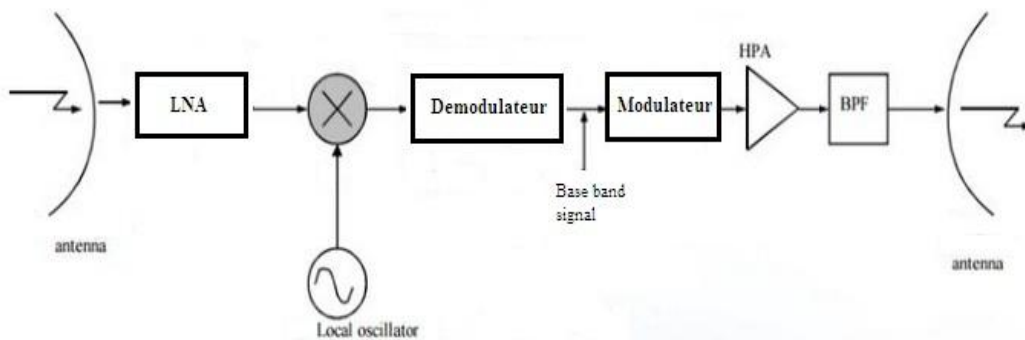 HPA
LNA
Demodulateur
Modulateur
BPF
Base band
signal
antenna
antenna
Local oscillator